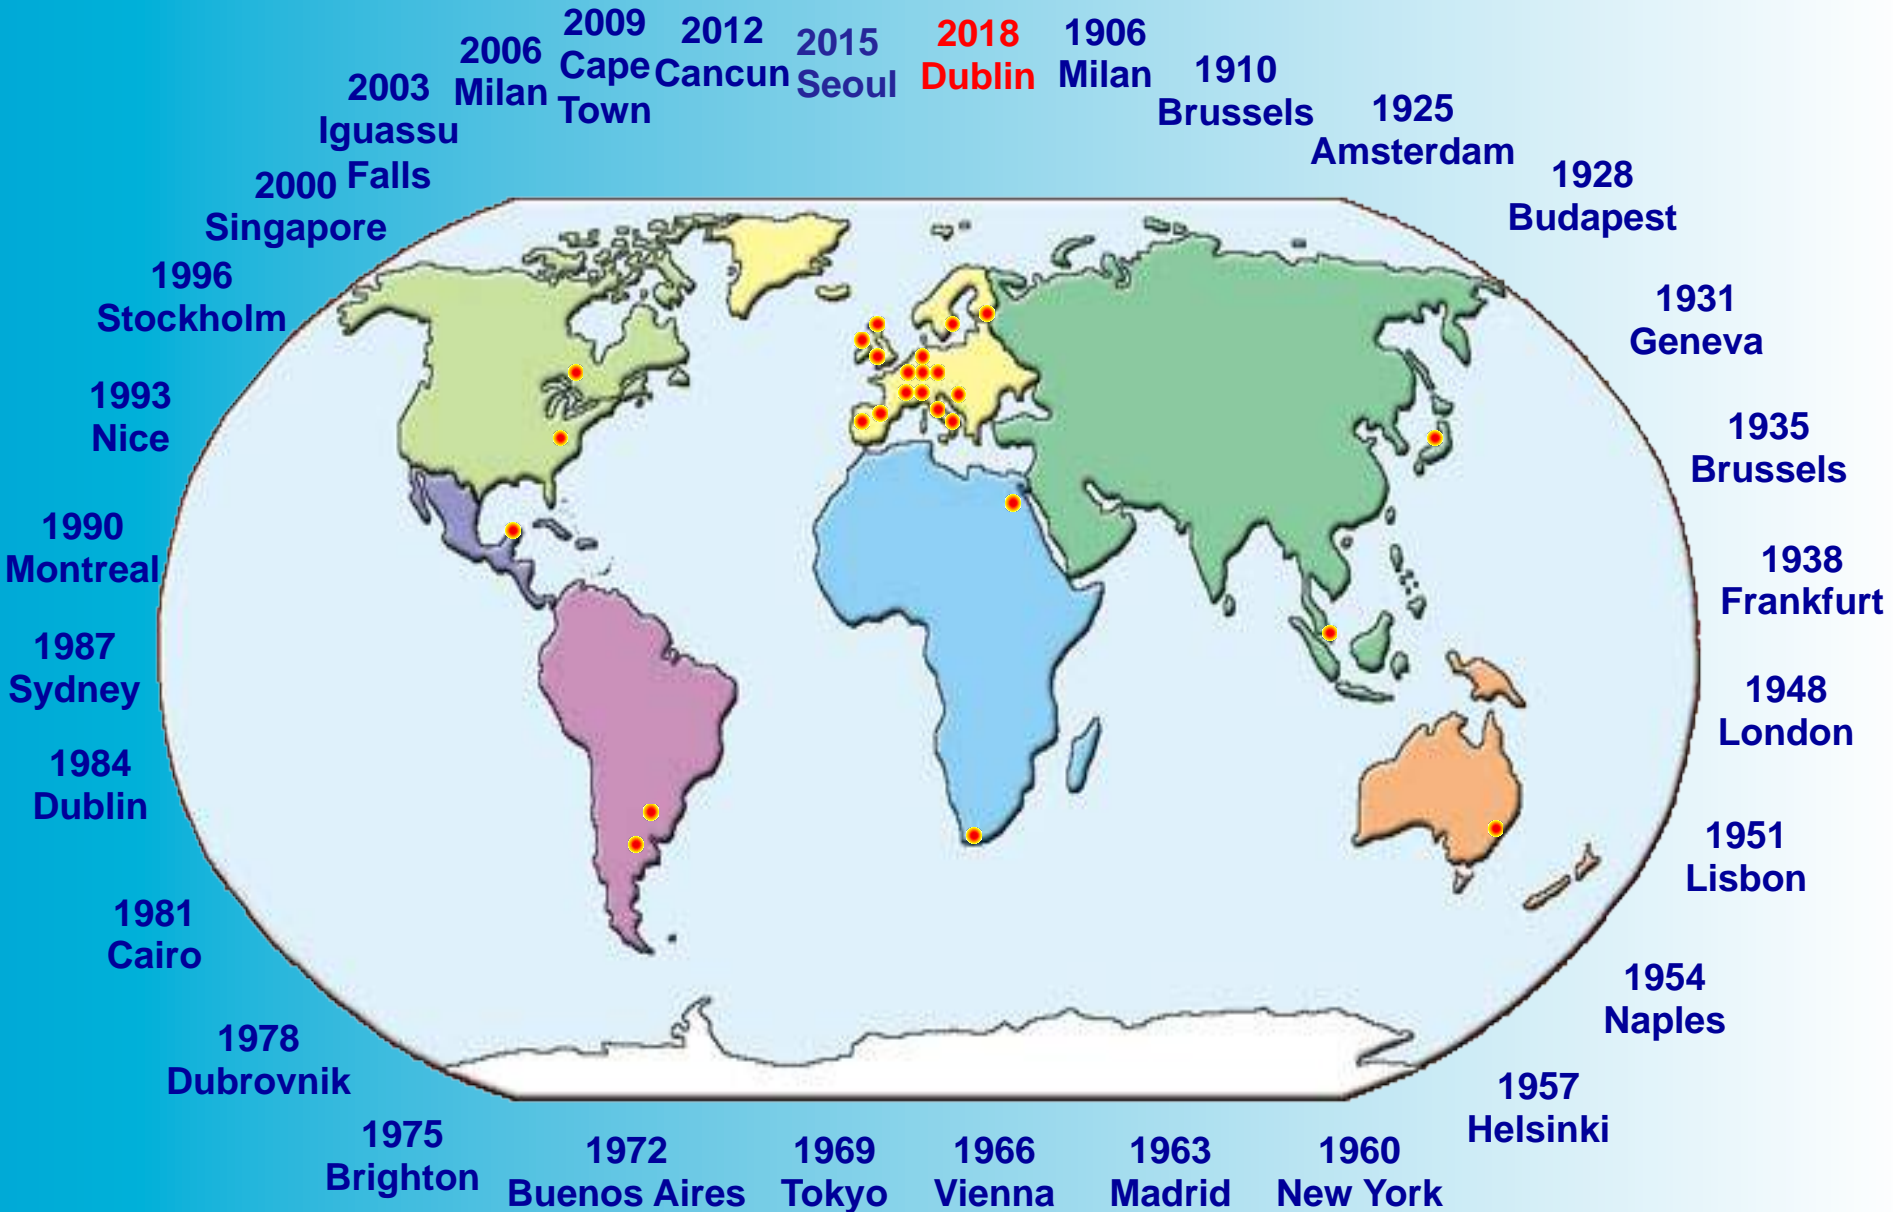 2009
Cape
Town
2012
Cancun
2015
Seoul
2018
Dublin
1906
Milan
1910
Brussels
1925
Amsterdam
1928
Budapest
1931
Geneva
1935
Brussels
1938
Frankfurt
1948
London
1951
Lisbon
1954
Naples
1957
Helsinki
1960
New York
1963
Madrid
1966
Vienna
1969
Tokyo
1972
Buenos Aires
1975
Brighton
1978
Dubrovnik
1981
Cairo
1984
Dublin
1987
Sydney
1990
Montreal
1993
Nice
1996
Stockholm
2000
Singapore
2003
Iguassu
Falls
2006
Milan